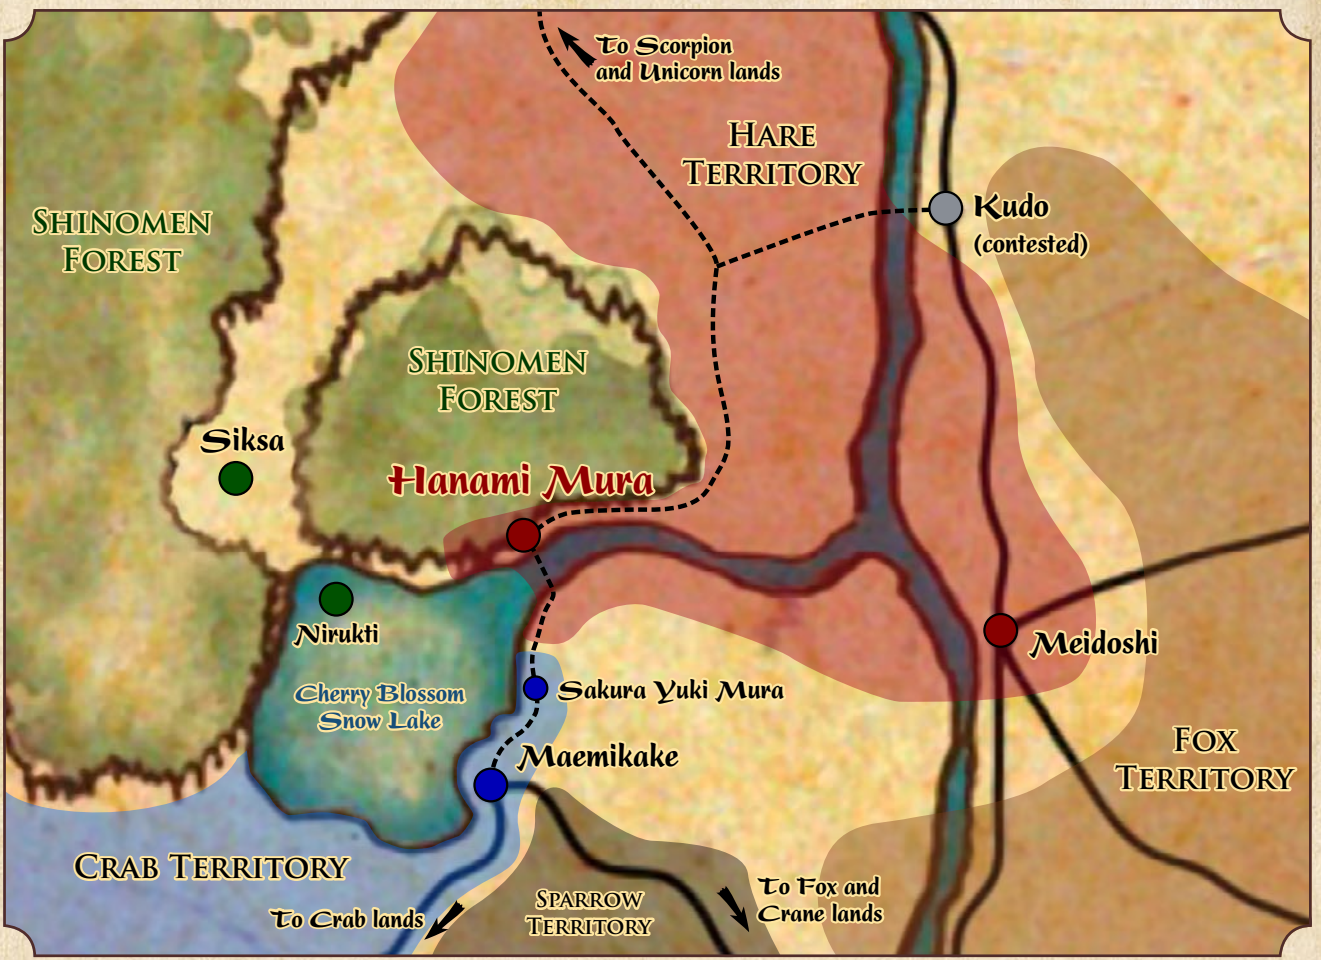 To Scorpion
and Unicorn lands
HARE
TERRITORY
SHINOMEN
FOREST
Kudo
(contested)
SHINOMEN
FOREST
Siksa
Hanami Mura
Nirukti
Meidoshi
Cherry Blossom
Snow Lake
Sakura Yuki Mura
Maemikake
FOX
TERRITORY
CRAB TERRITORY
To Crab lands
SPARROW
TERRITORY
To Fox and
Crane lands